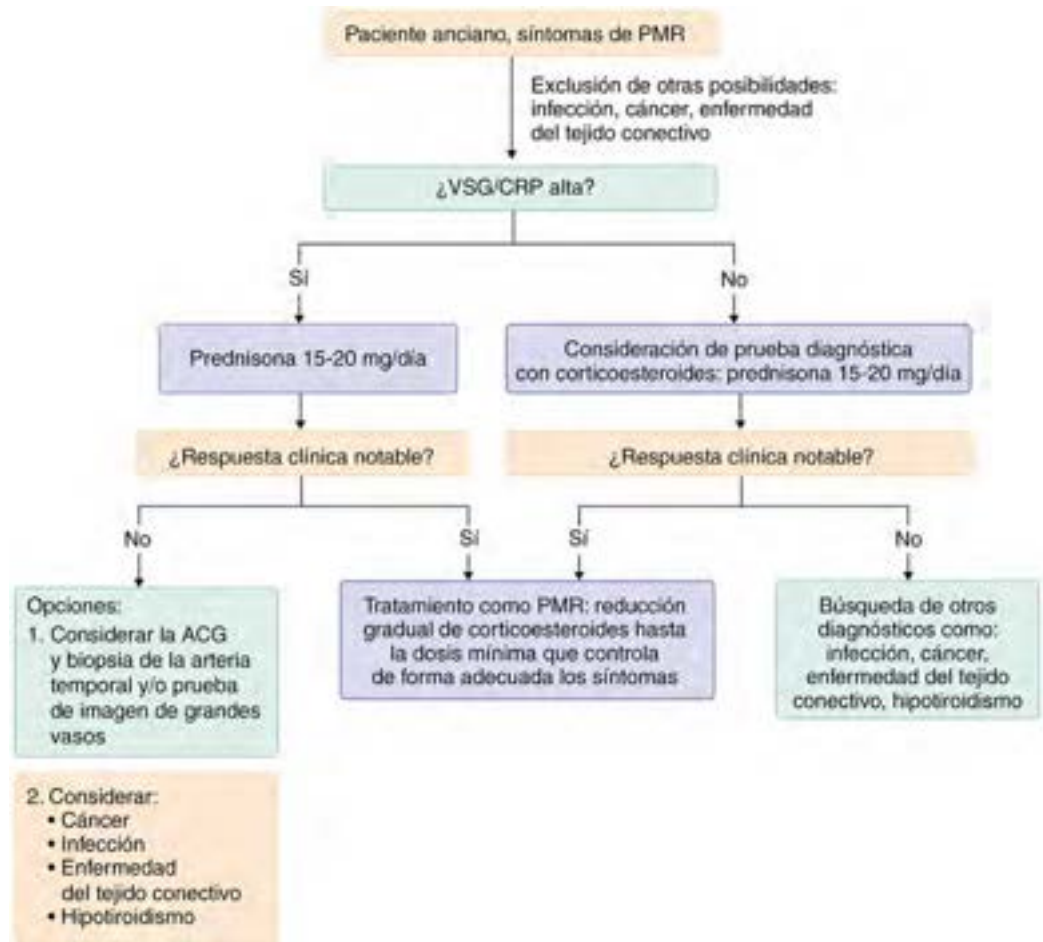 Paciente anciano, síntomas de PMR
Exclusión de otras posibilidades:
infección, cáncer, enfermedad
del tejido conectivo
¿VSG/CRP alta?
Sí
No
Prednisona 15-20 mg/día
Consideración de prueba diagnóstica
con corticoesteroides: prednisona 15-20 mg/día
¿Respuesta clínica notable?
¿Respuesta clínica notable?
No
Sí
Sí
No
Opciones:
1. Considerar la ACG
y biopsia de la arteria
temporal y/o prueba
de imagen de grandes
vasos
Tratamiento como PMR: reducción
gradual de corticoesteroides hasta
la dosis mínima que controla
de forma adecuada los síntomas
Búsqueda de otros
diagnósticos como:
infección, cáncer,
enfermedad del tejido
conectivo, hipotiroidismo
2. Considerar:
• Cáncer
• Infección
• Enfermedad
del tejido conectivo
• Hipotiroidismo